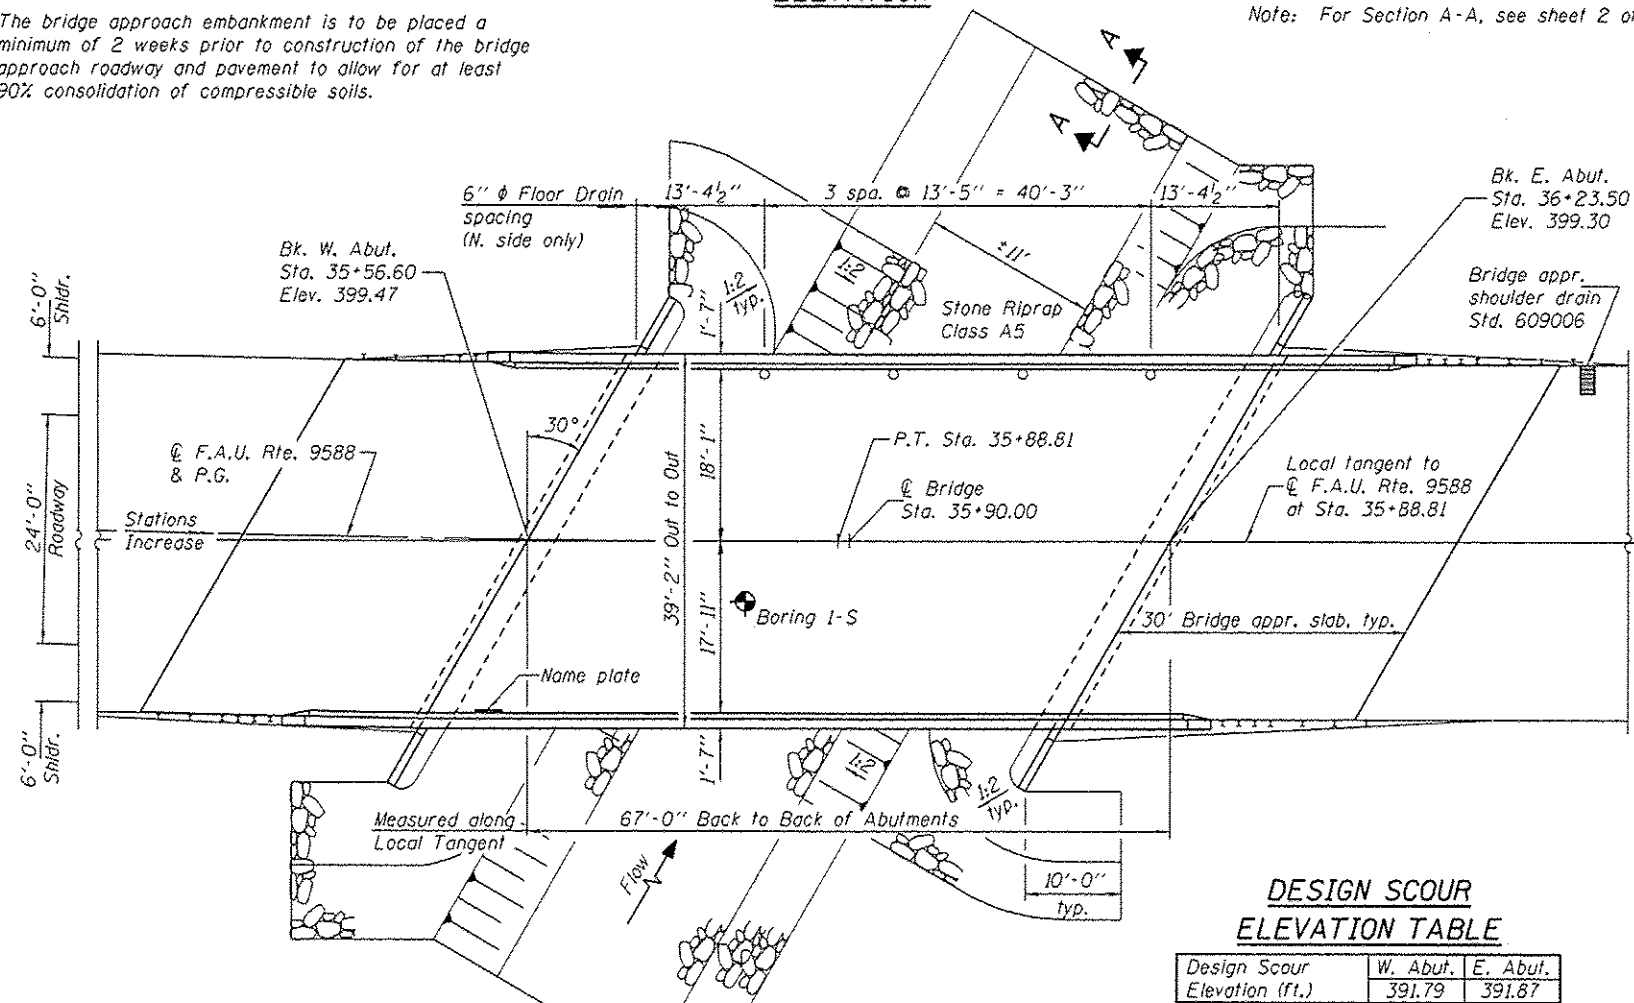 ELEVATION
The bridge approach embankment is to be placed a
minimum of 2 weeks prior to construction of the bridge
approach roadway and pavement to allow for at least
90% consolidation of compressible soils.
Note: For Section A-A, see sheet 2 of
A
A
6" ϕ Floor Drain
spacing
(N. side only)
13'-4½"
3 spa. @ 13'-5" = 40'-3"
13'-4½"
Bk. E. Abut.
Sta. 36+23.50
Elev. 399.30
Bk. W. Abut.
Sta. 35+56.60
Elev. 399.47
Bridge appr.
shoulder drain
Std. 609006
6'-0"
Shldr.
1:2
typ.
1:2
±11'
Stone Riprap
Class A5
1'-7"
30°
℄ F.A.U. Rte. 9588
& P.G.
24'-0"
Roadway
Stations
Increase
39'-2" Out to Out
18'-1"
P.T. Sta. 35+88.81
℄ Bridge
Sta. 35+90.00
Local tangent to
℄ F.A.U. Rte. 9588
at Sta. 35+88.81
17'-11"
Boring 1-S
30' Bridge appr. slab, typ.
Name plate
6'-0"
Shldr.
1'-7"
1:2
1:2
typ.
Measured along
Local Tangent
67'-0" Back to Back of Abutments
Flow
10'-0"
typ.
DESIGN SCOUR
ELEVATION TABLE
Design Scour W. Abut. E. Abut.
Elevation (ft.) 391.79 391.87